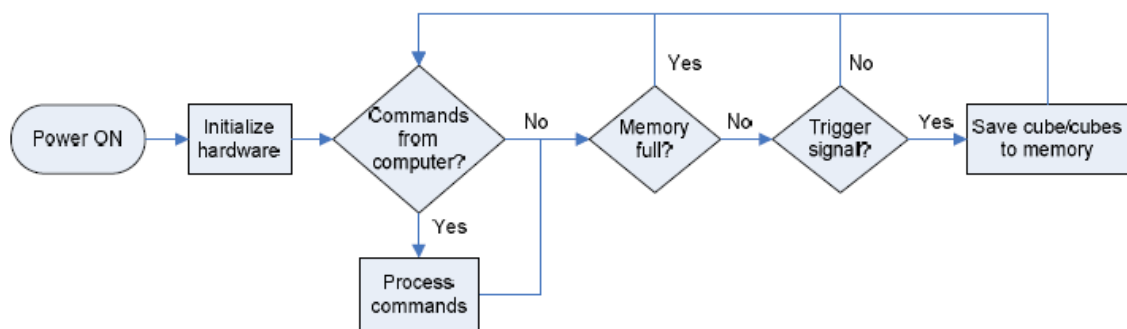 Yes
No
Power ON
Initialize
hardware
Commands
from
computer?
No
Memory
full?
No
Trigger
signal?
Yes
Save cube/cubes
to memory
Yes
Process
commands